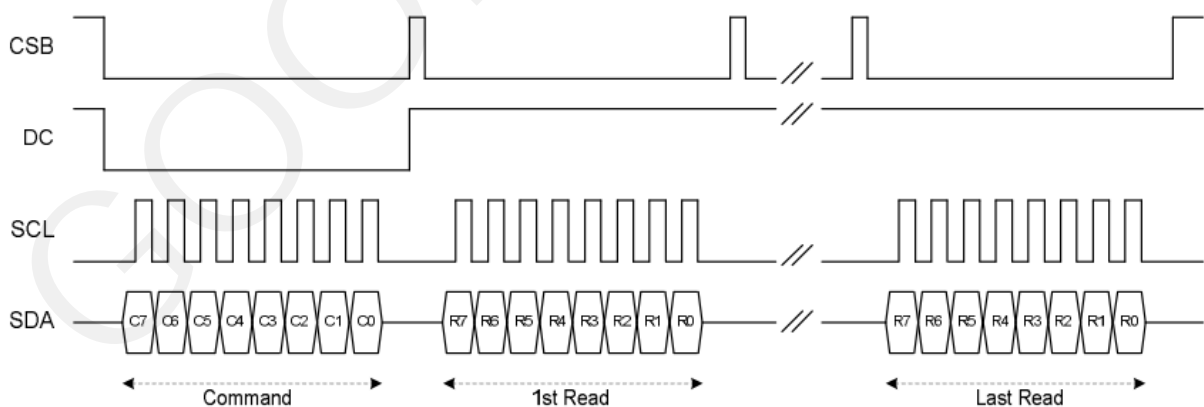 CSB
DC
SCL
SDA C7 C6 C5 C4 C3 C2 C1 C0 R7 R6 R5 R4 R3 R2 R1 R0 R7 R6 R5 R4 R3 R2 R1 R0
Command 1st Read Last Read